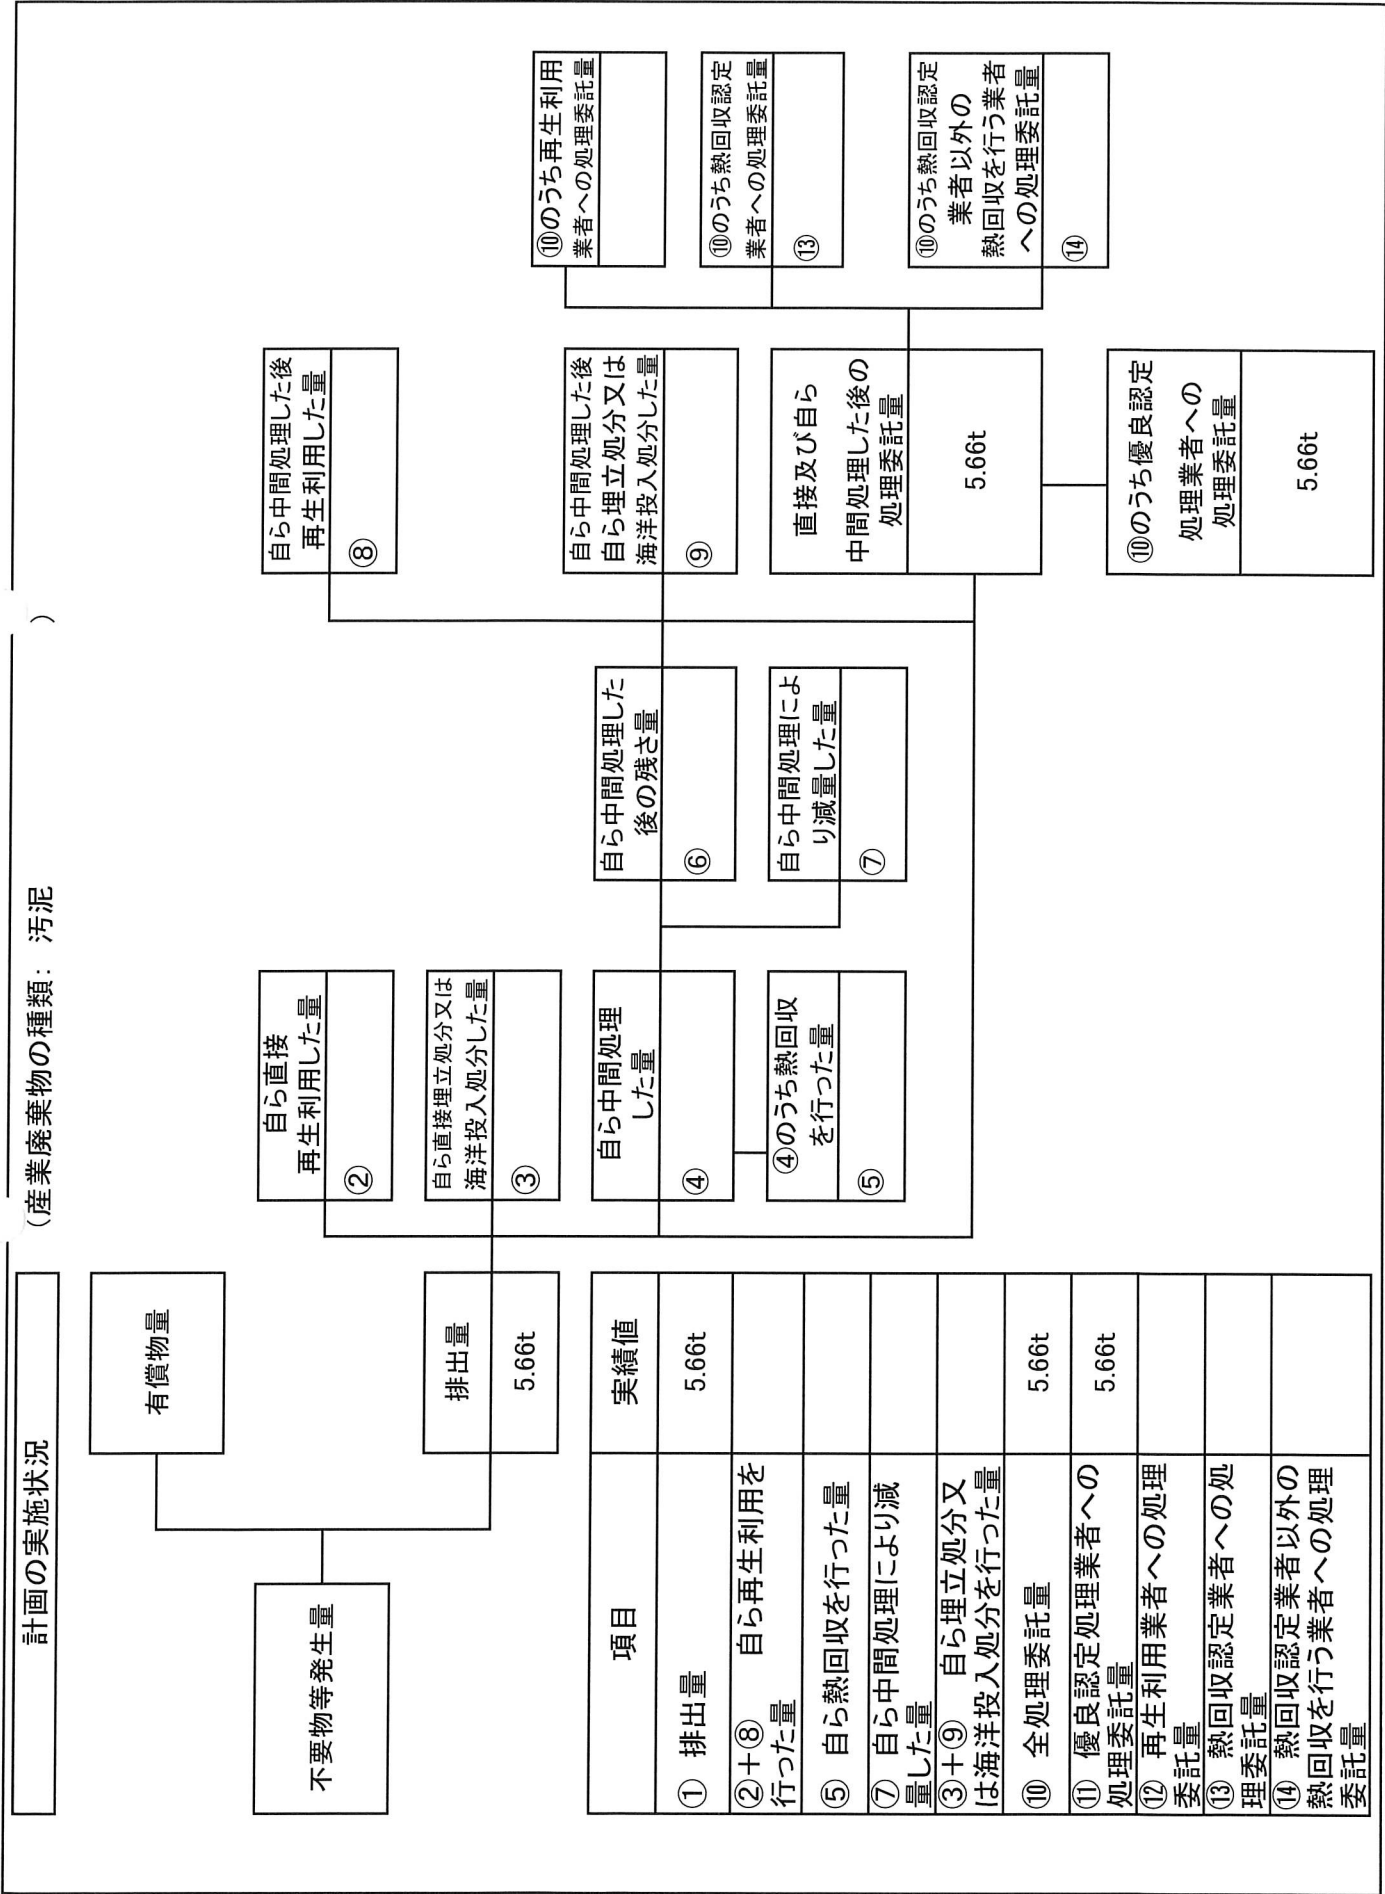 計画の実施状況
（産業廃棄物の種類： 汚泥 ）
不要物等発生量
有償物量
排出量
5.66t
自ら直接
再生利用した量
②
自ら直接埋立処分又は
海洋投入処分した量
③
自ら中間処理
した量
④
④のうち熱回収
を行った量
⑤
自ら中間処理した
後の残さ量
⑥
自ら中間処理によ
り減量した量
⑦
自ら中間処理した後
再生利用した量
⑧
自ら中間処理した後
自ら埋立処分又は
海洋投入処分した量
⑨
直接及び自ら
中間処理した後の
処理委託量
5.66t
⑩のうち優良認定
処理業者への
処理委託量
5.66t
⑩のうち再生利用
業者への処理委託量
⑩のうち熱回収認定
業者への処理委託量
⑬
⑩のうち熱回収認定
業者以外の
熱回収を行う業者
への処理委託量
⑭
項目 実績値
① 排出量 5.66t
②＋⑧ 自ら再生利用を
行った量
⑤ 自ら熱回収を行った量
⑦ 自ら中間処理により減
量した量
③＋⑨ 自ら埋立処分又
は海洋投入処分を行った量
⑩ 全処理委託量 5.66t
⑪ 優良認定処理業者への
処理委託量 5.66t
⑫ 再生利用業者への処理
委託量
⑬ 熱回収認定業者への処
理委託量
⑭ 熱回収認定業者以外の
熱回収を行う業者への処理
委託量